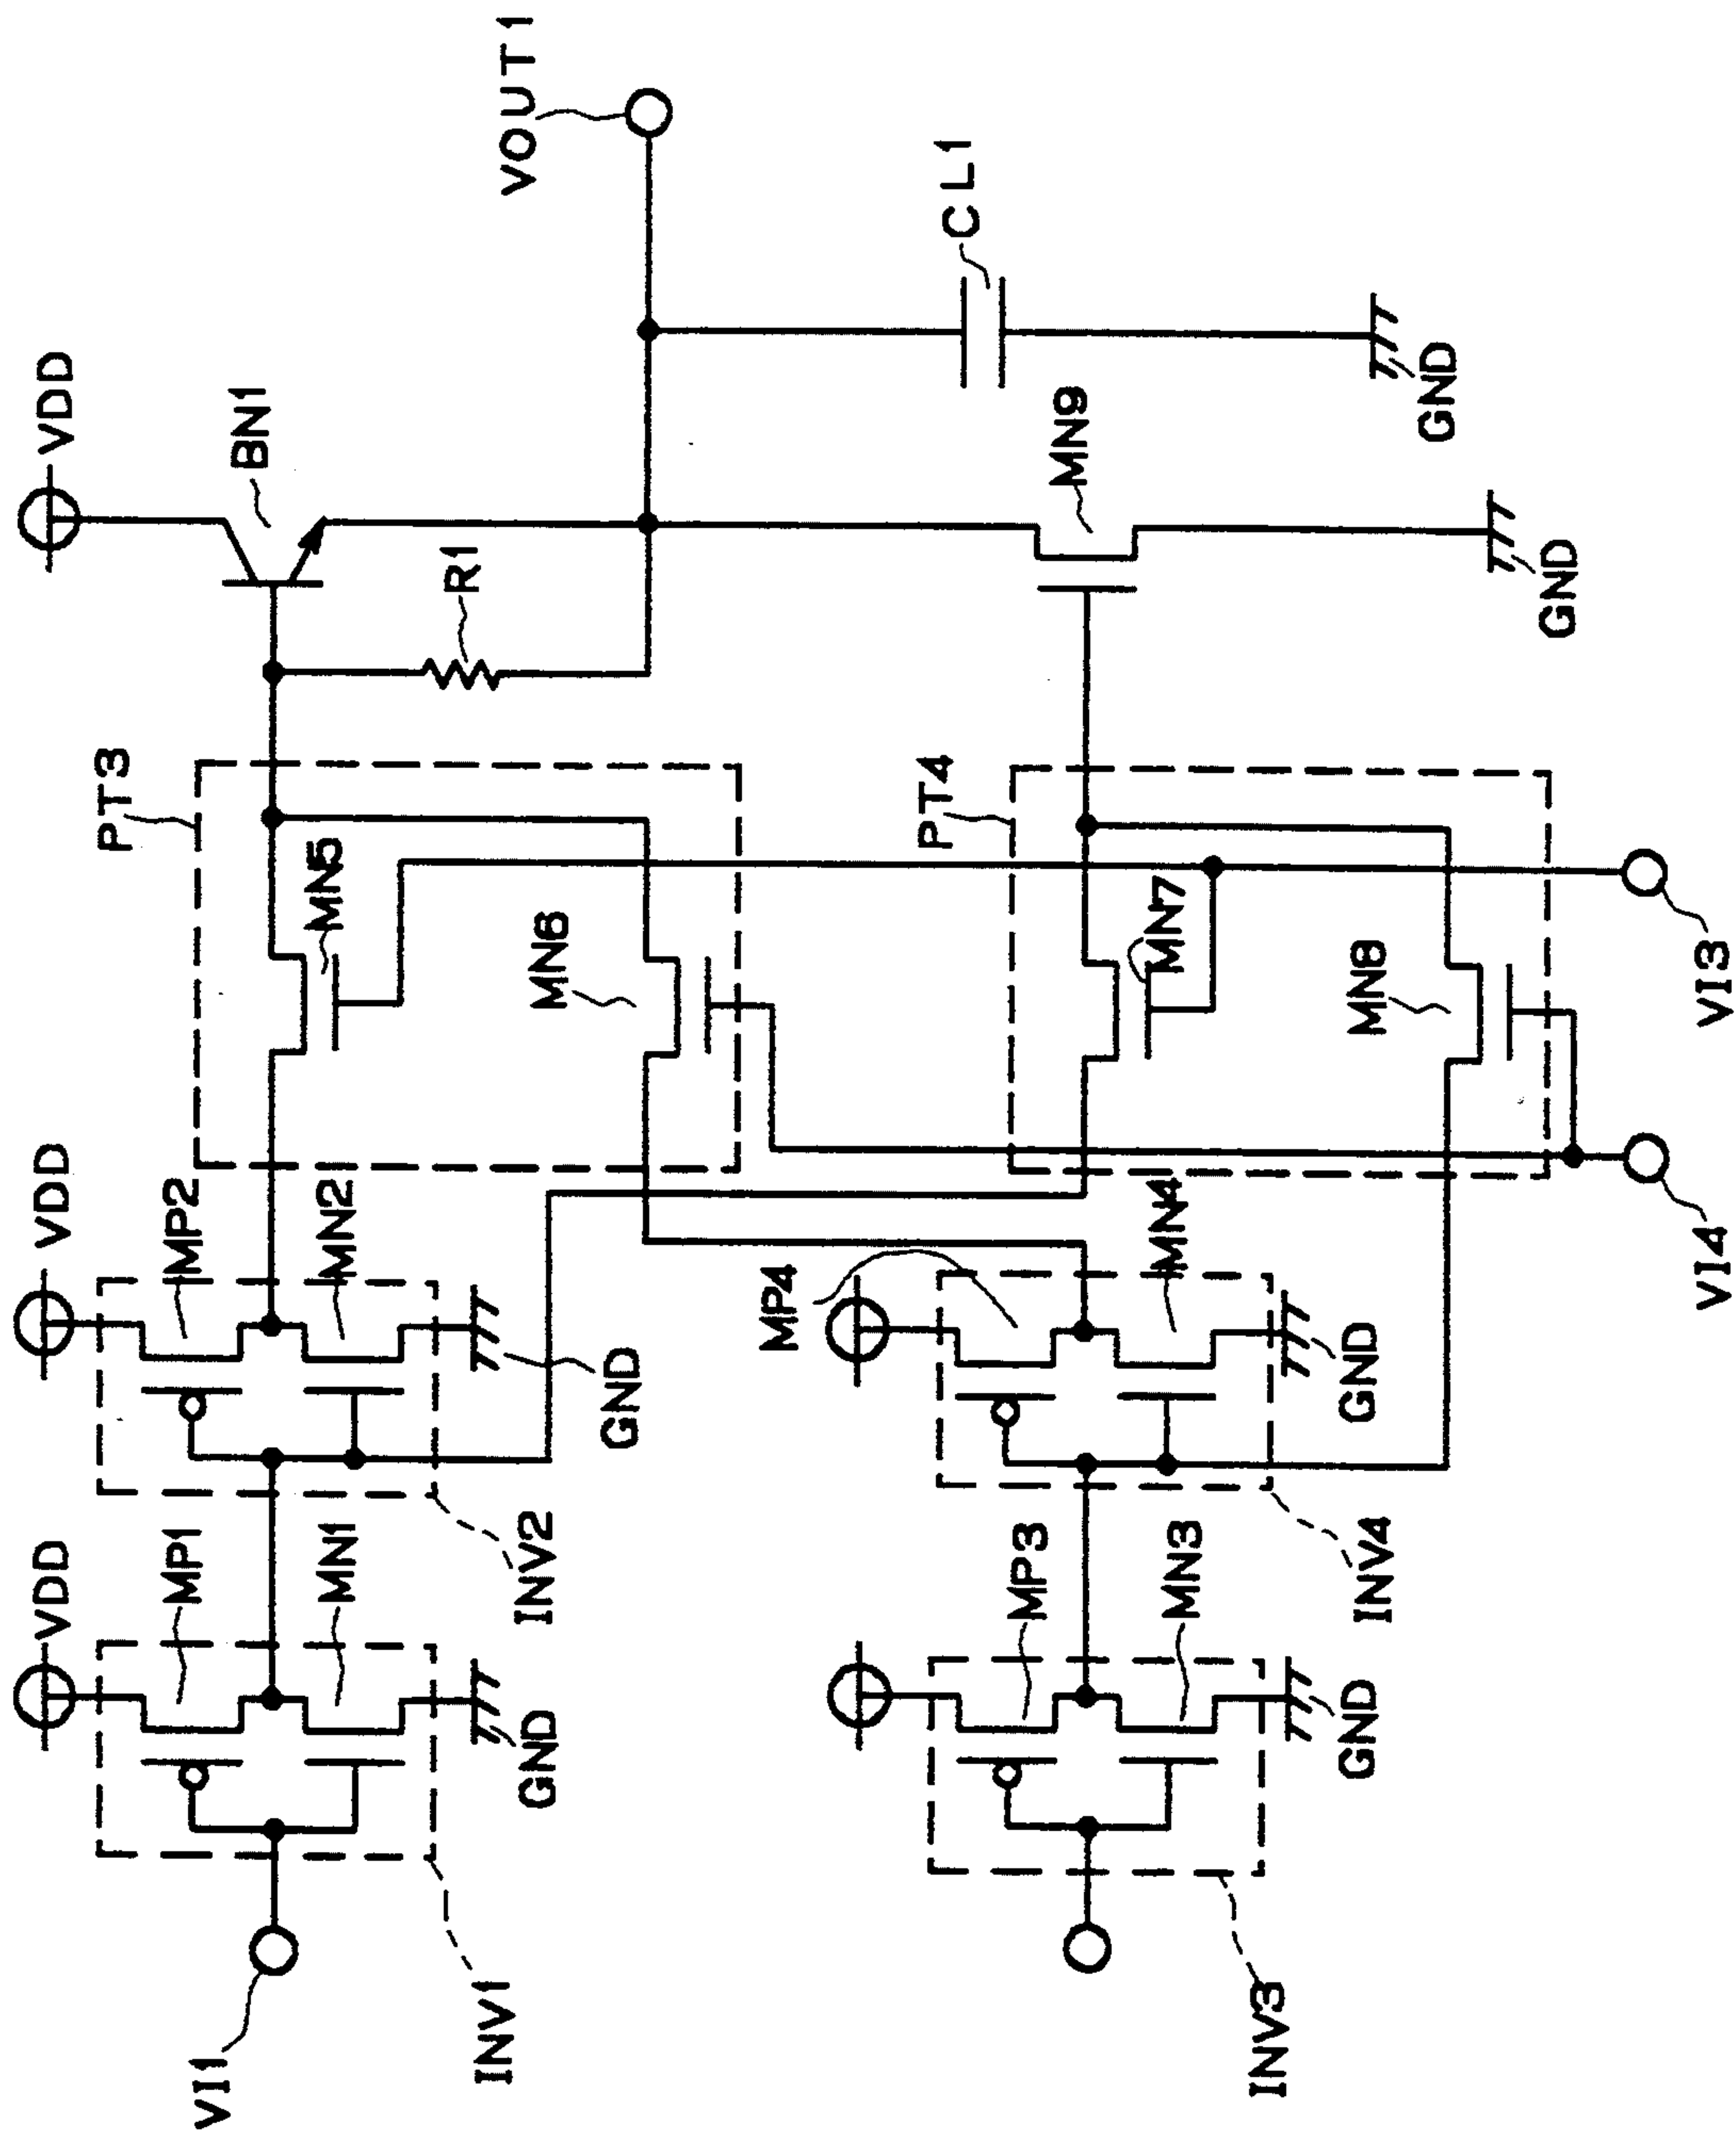 VDD
VDD
VDD
BN1
VOUT1
MP1
MP2
PT3
MN1
MN2
MN5
R1
VI1
INV1
GND
INV2
GND
MN6
CL1
MP4
PT4
MN9
MP3
MN4
MN7
MN3
INV3
GND
INV4
GND
MN8
GND
GND
VI4
VI3